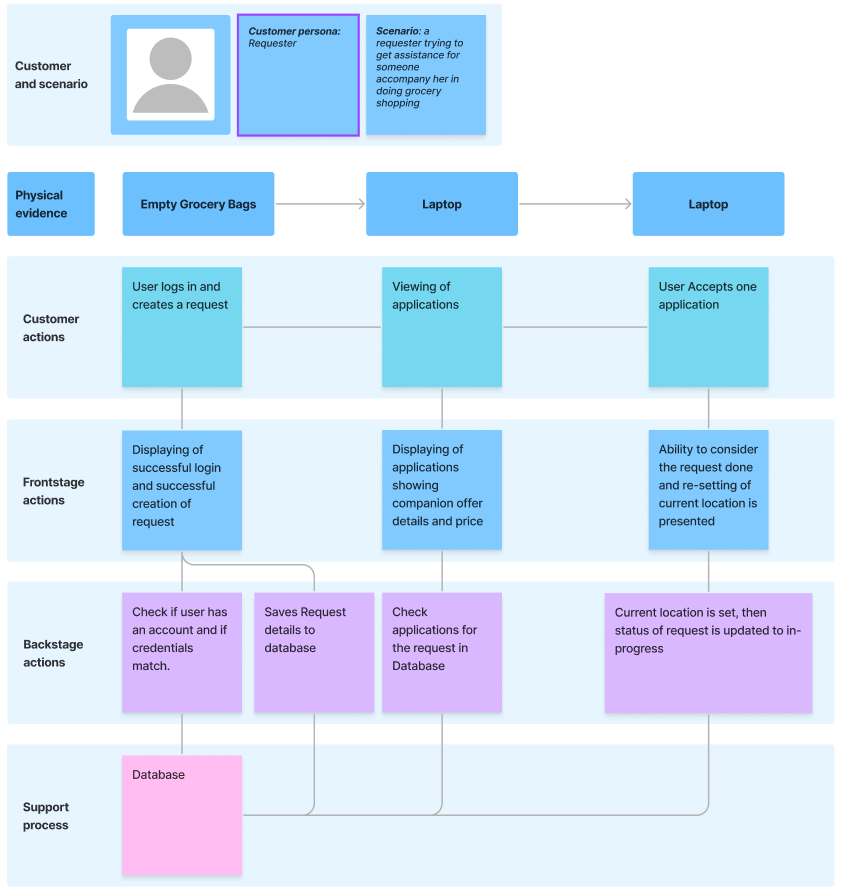 Customer
and scenario
Customer persona:
Requester
Scenario: a
requester trying to
get assistance for
someone
accompany her in
doing grocery
shopping
Physical
evidence
Empty Grocery Bags
Laptop
Laptop
Customer
actions
User logs in and
creates a request
Viewing of
applications
User Accepts one
application
Frontstage
actions
Displaying of
successful login
and successful
creation of
request
Displaying of
applications
showing
companion offer
details and price
Ability to consider
the request done
and re-setting of
current location is
presented
Backstage
actions
Check if user has
an account and if
credentials
match.
Saves Request
details to
database
Check
applications for
the request in
Database
Current location is set, then
status of request is updated to in-
progress
Support
process
Database